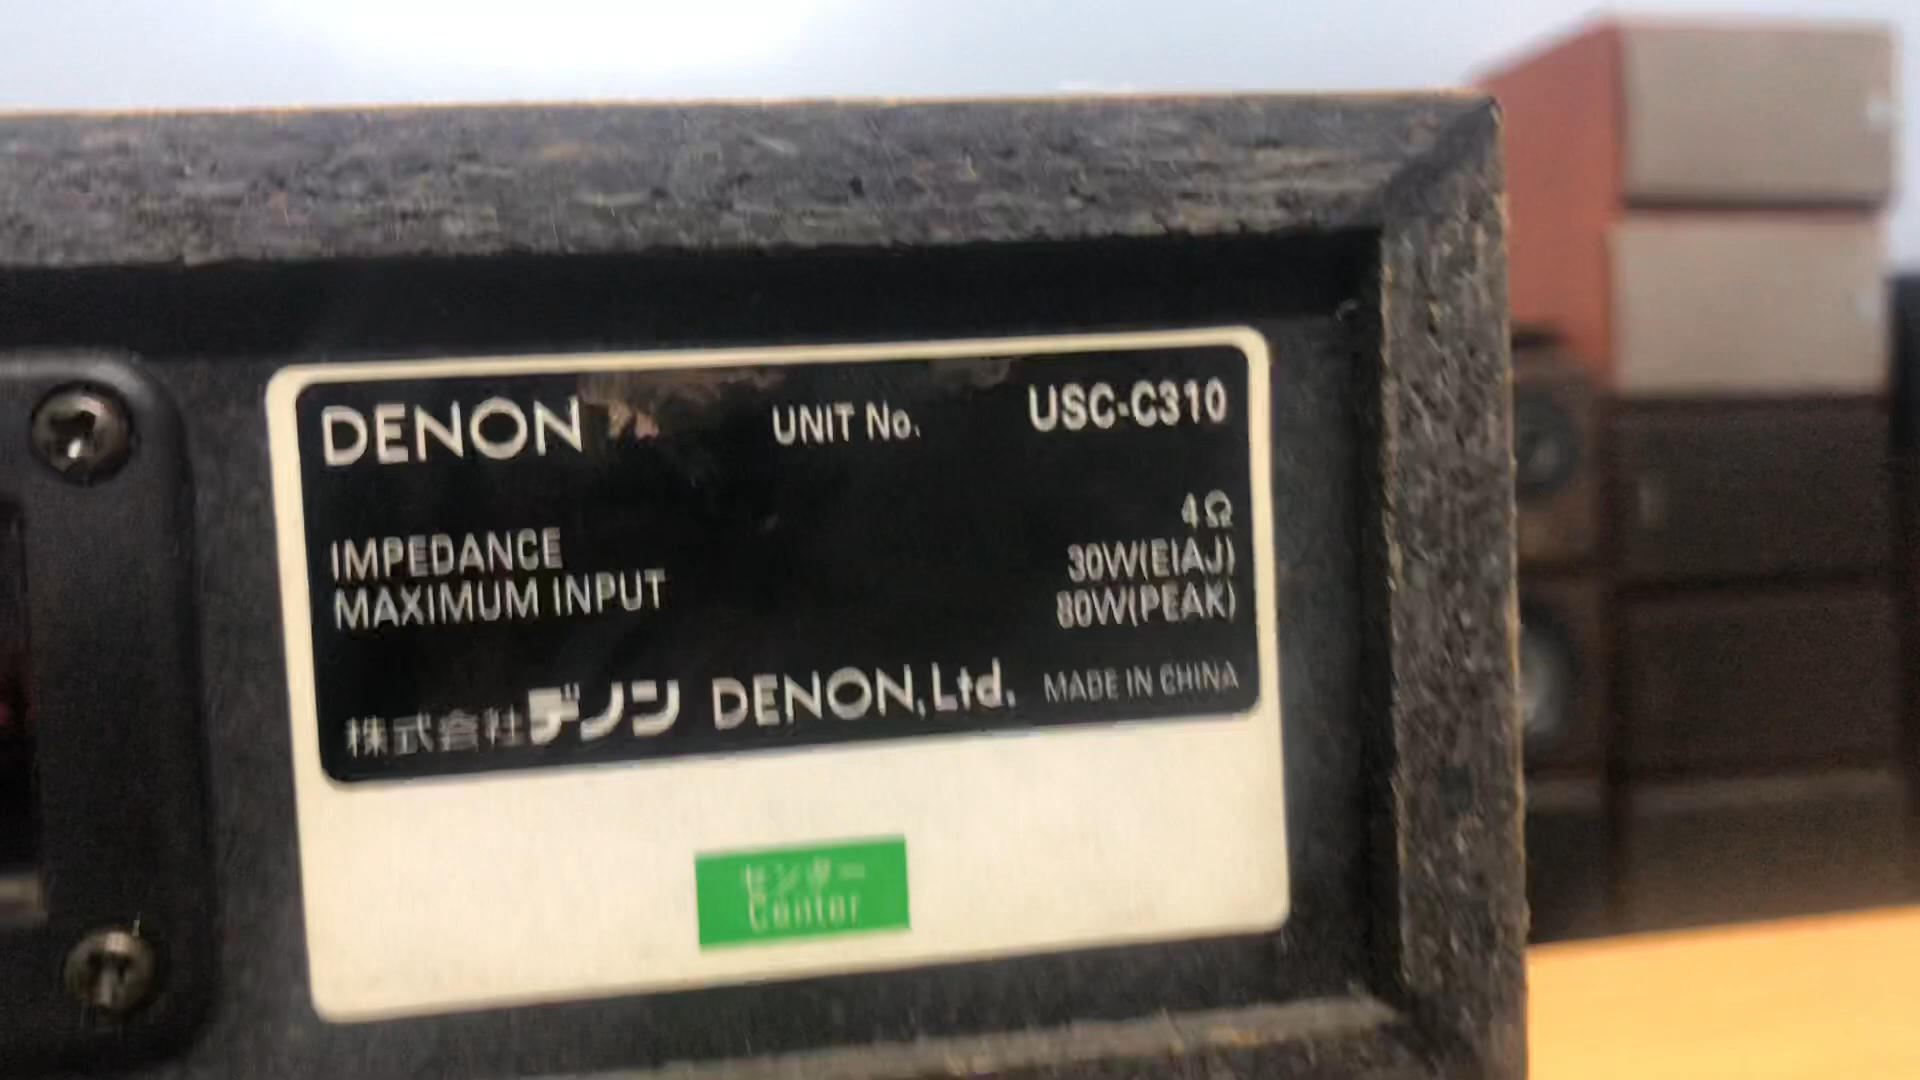 DENON UNIT No. USC-C310
IMPEDANCE 4Ω
MAXIMUM INPUT 30W(EIAJ)
80W(PEAK)
株式会社デノン DENON,Ltd. MADE IN CHINA
センター
Center